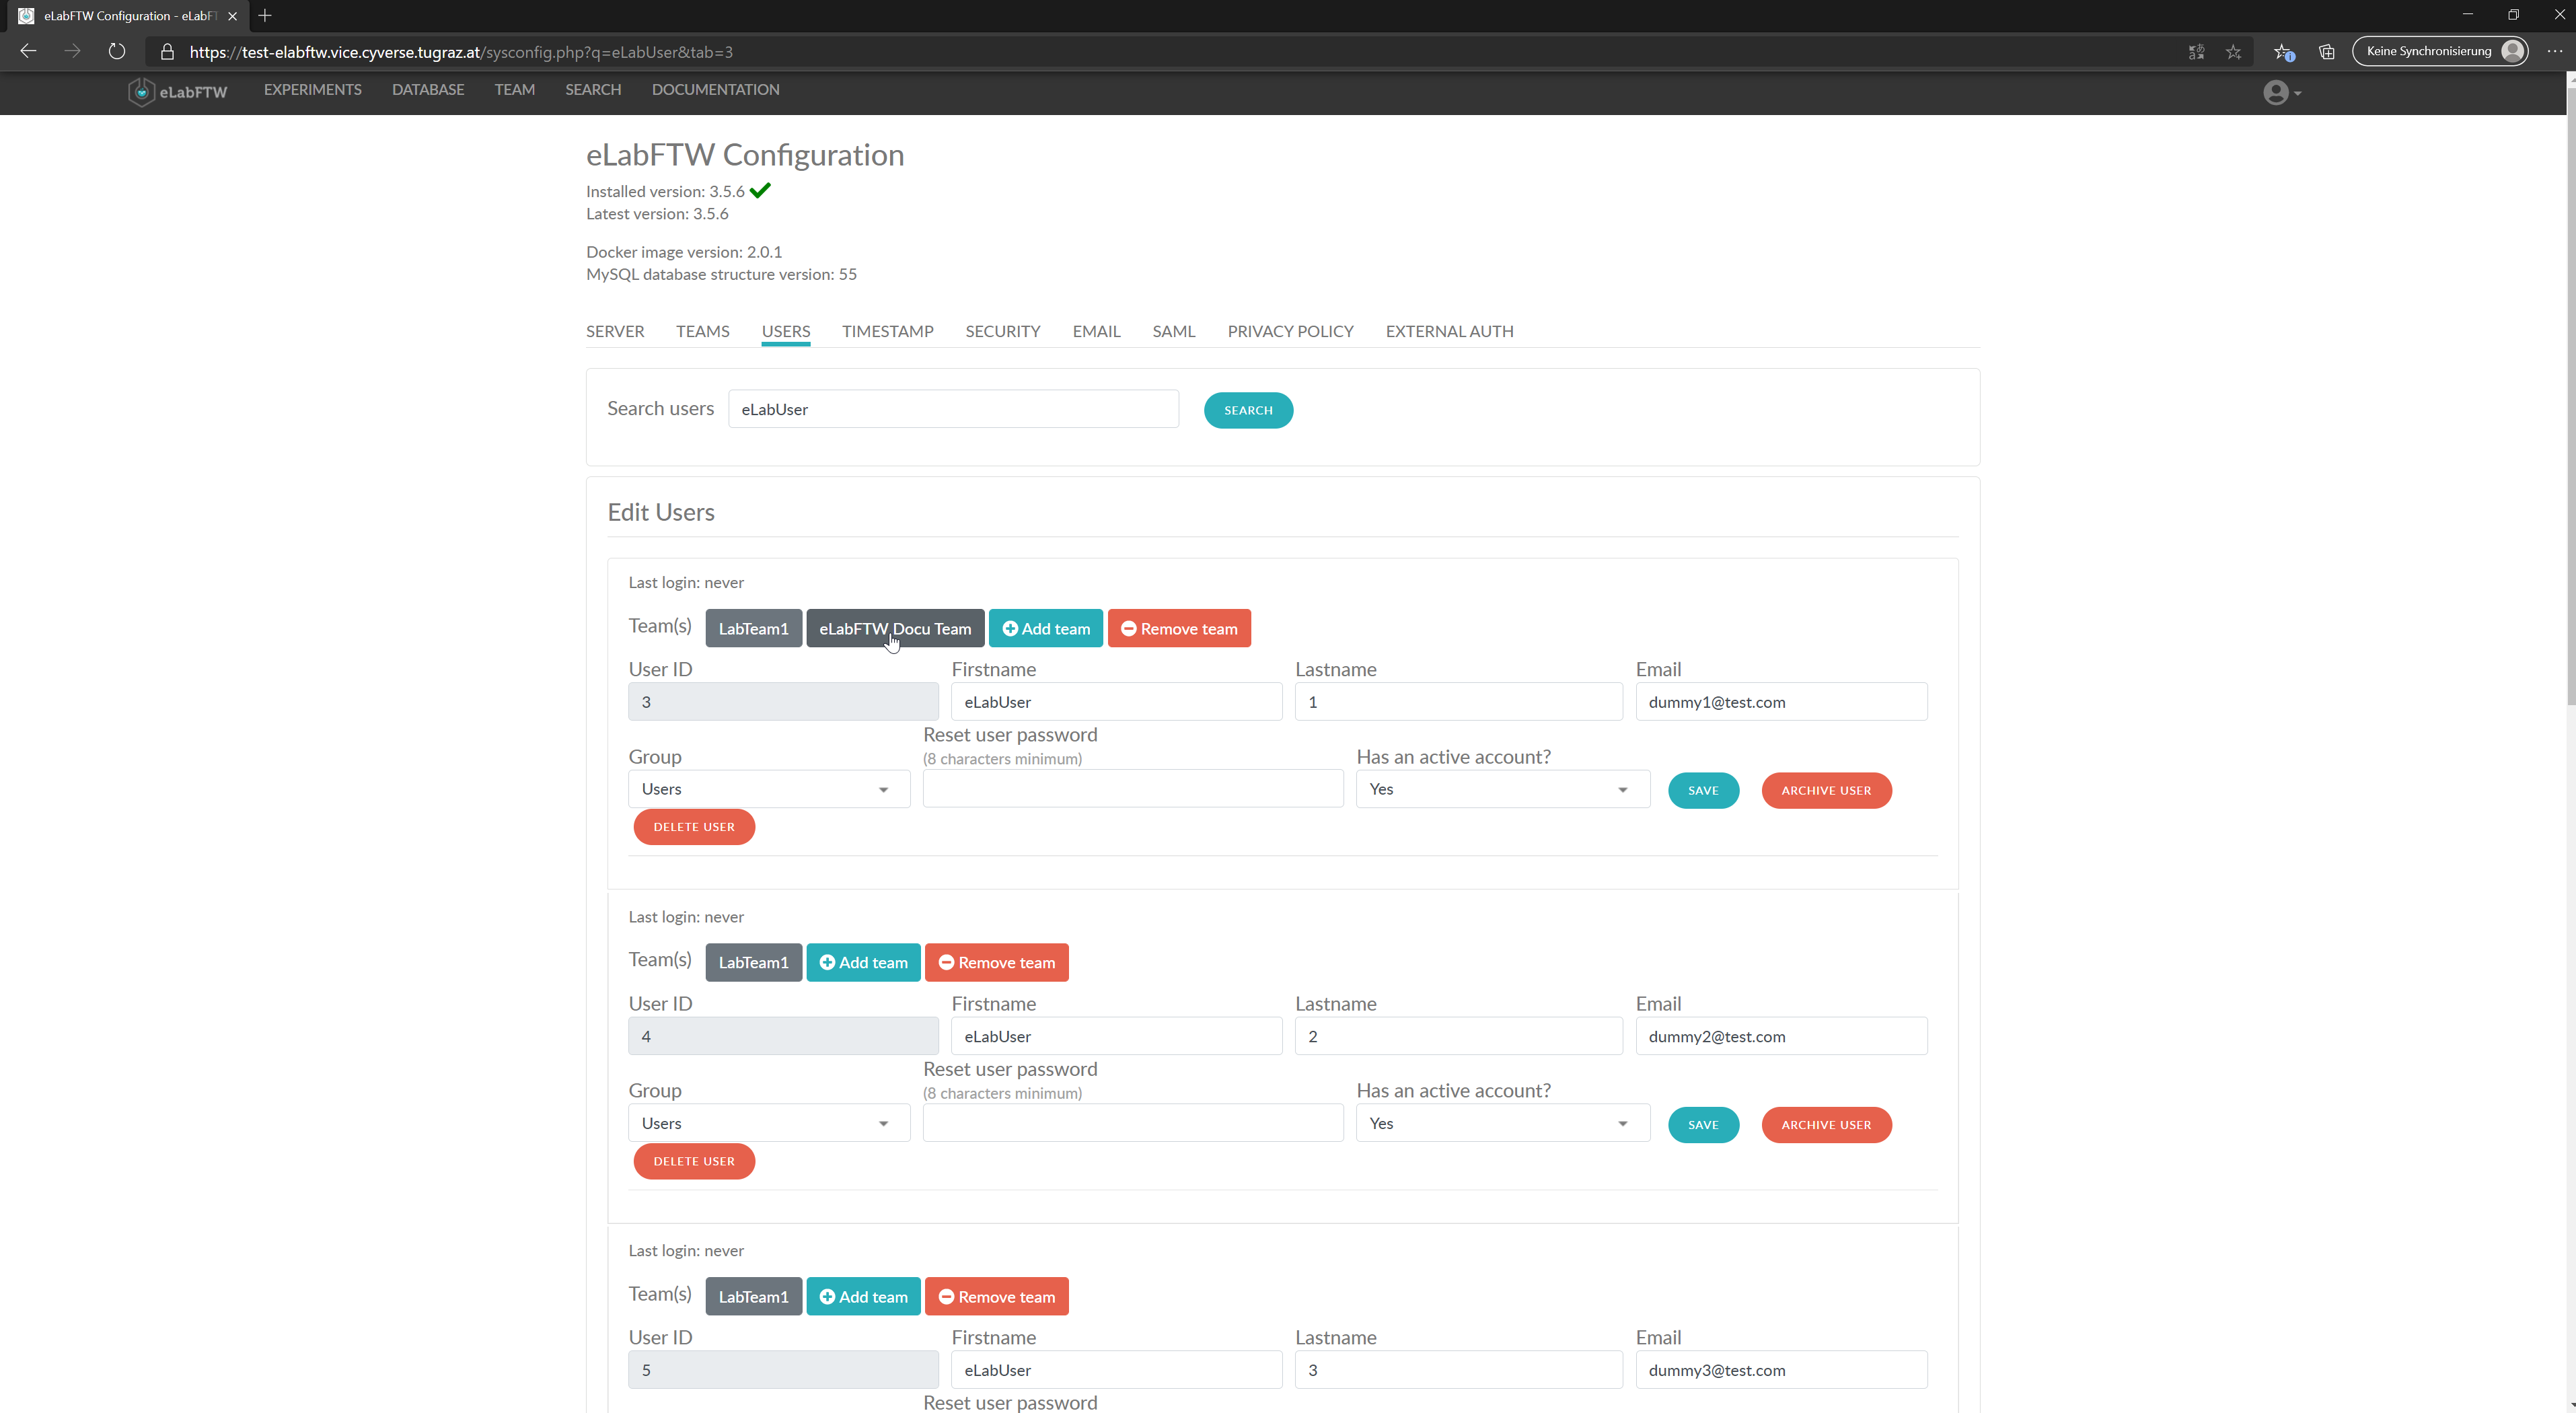 eLabFTW Configuration - eLabFT
https://test-elabftw.vice.cyverse.tugraz.at/sysconfig.php?q=eLabUser&tab=3
Keine Synchronisierung
eLabFTW EXPERIMENTS DATABASE TEAM SEARCH DOCUMENTATION
eLabFTW Configuration
Installed version: 3.5.6
Latest version: 3.5.6
Docker image version: 2.0.1
MySQL database structure version: 55
SERVER TEAMS USERS TIMESTAMP SECURITY EMAIL SAML PRIVACY POLICY EXTERNAL AUTH
Search users eLabUser SEARCH
Edit Users
Last login: never
Team(s) LabTeam1 eLabFTW Docu Team Add team Remove team
User ID Firstname Lastname Email
3 eLabUser 1 dummy1@test.com
Reset user password
Group (8 characters minimum) Has an active account?
Users Yes SAVE ARCHIVE USER
DELETE USER
Last login: never
Team(s) LabTeam1 Add team Remove team
User ID Firstname Lastname Email
4 eLabUser 2 dummy2@test.com
Reset user password
Group (8 characters minimum) Has an active account?
Users Yes SAVE ARCHIVE USER
DELETE USER
Last login: never
Team(s) LabTeam1 Add team Remove team
User ID Firstname Lastname Email
5 eLabUser 3 dummy3@test.com
Reset user password